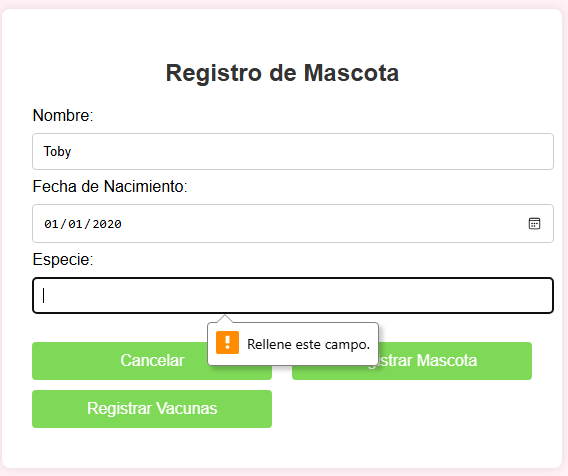 Registro de Mascota
Nombre:
Toby
Fecha de Nacimiento:
01/01/2020
Especie:
Rellene este campo.
Cancelar
strar Mascota
Registrar Vacunas